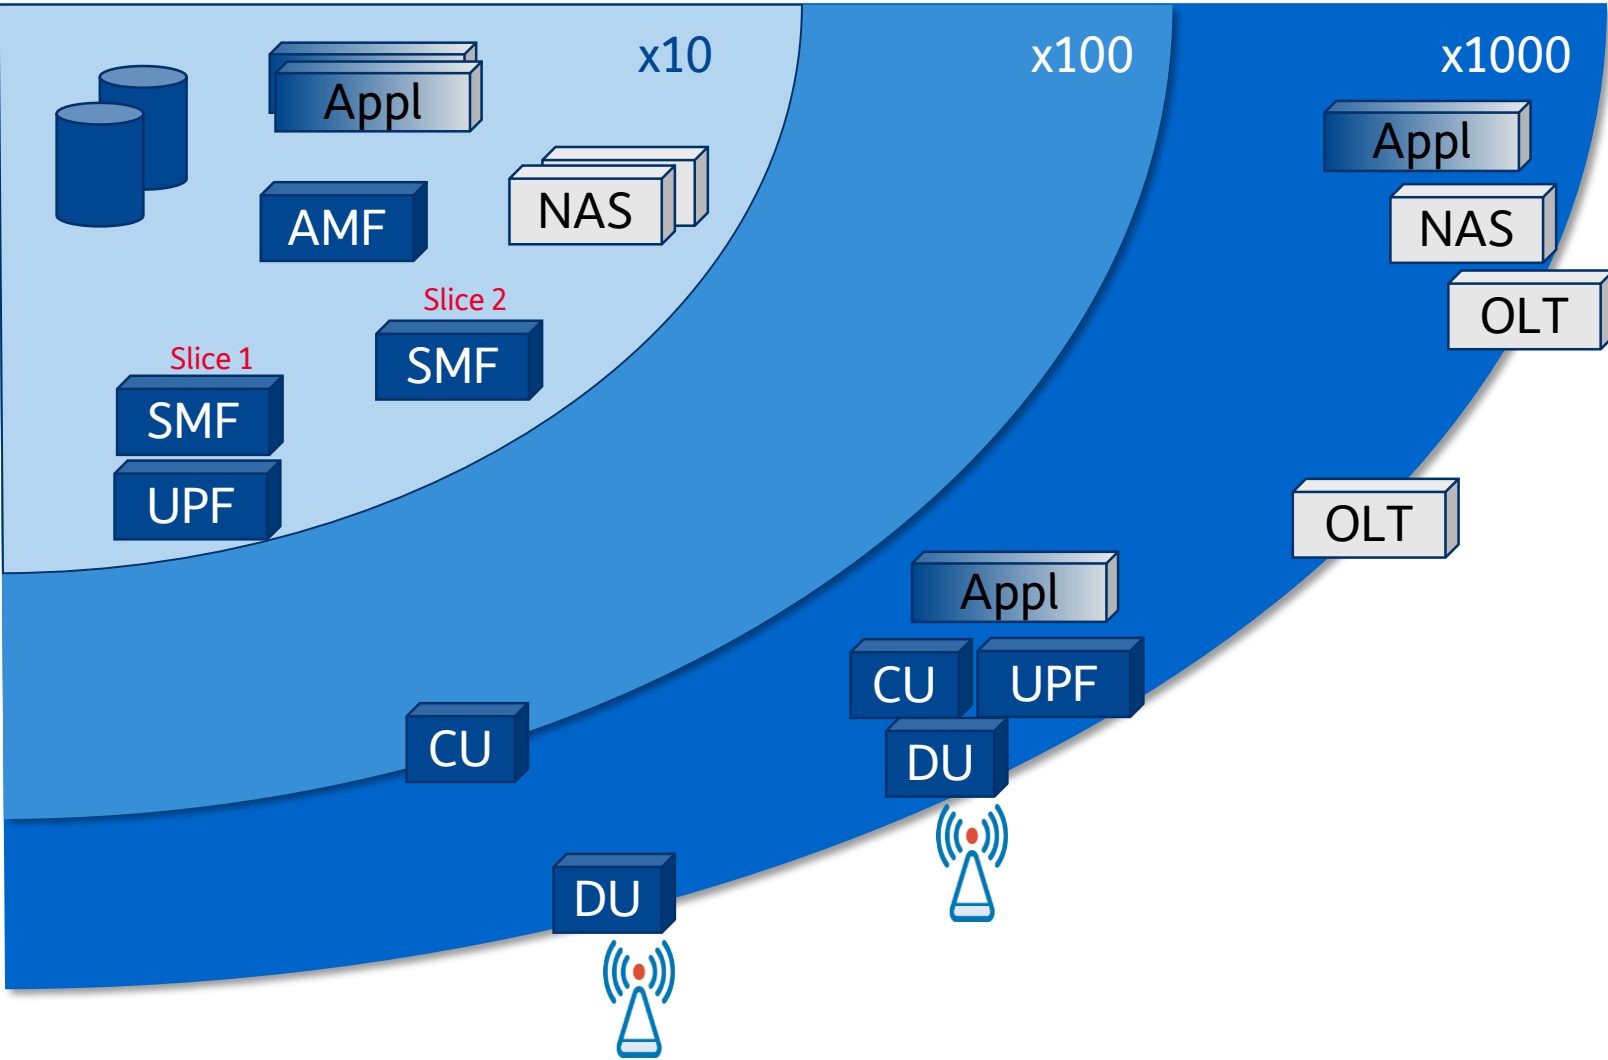 x10
x100
x1000
Appl
Appl
AMF
NAS
NAS
OLT
Slice 2
SMF
Slice 1
SMF
UPF
OLT
Appl
CU
UPF
CU
DU
DU